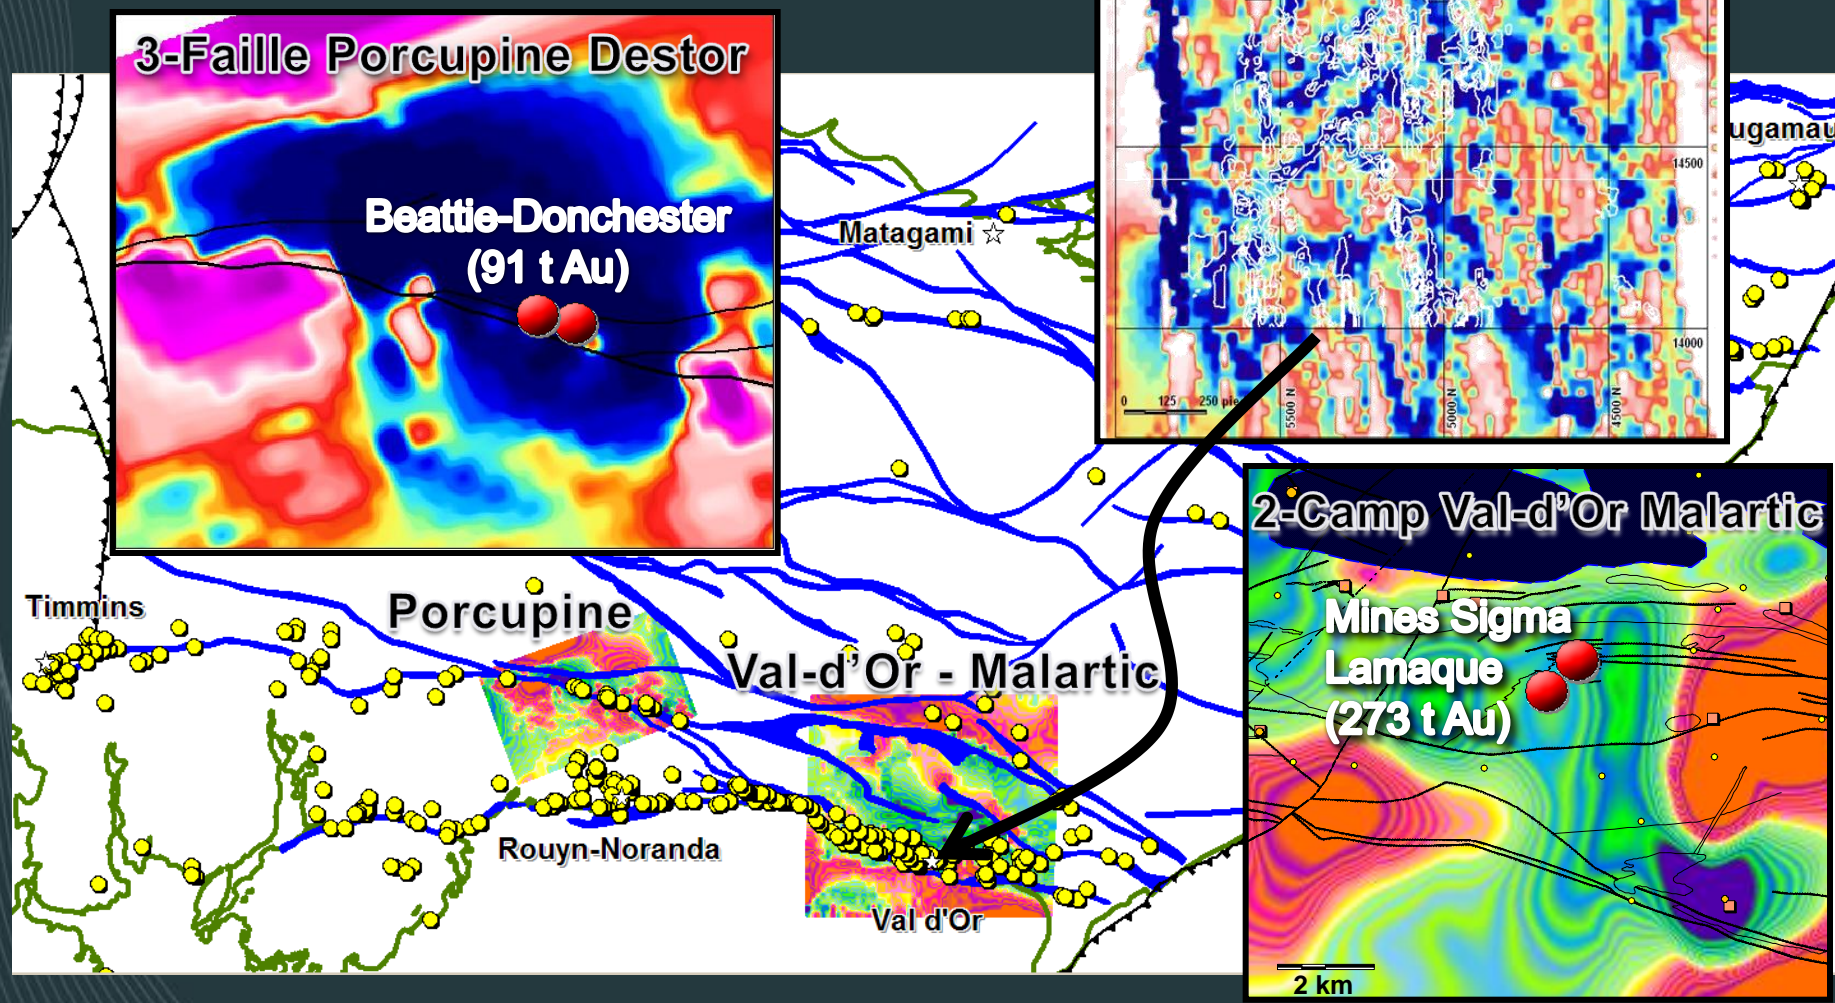 3-Faille Porcupine Destor
Beattie-Donchester
(91 t Au)
14500
14000
0 125 250
5500 N
5000 N
4500 N
ugamau
Matagami
2-Camp Val-d'Or Malartic
Mines Sigma
Lamaque
(273 t Au)
2 km
Timmins
Porcupine
Val-d'Or - Malartic
Rouyn-Noranda
Val d'Or